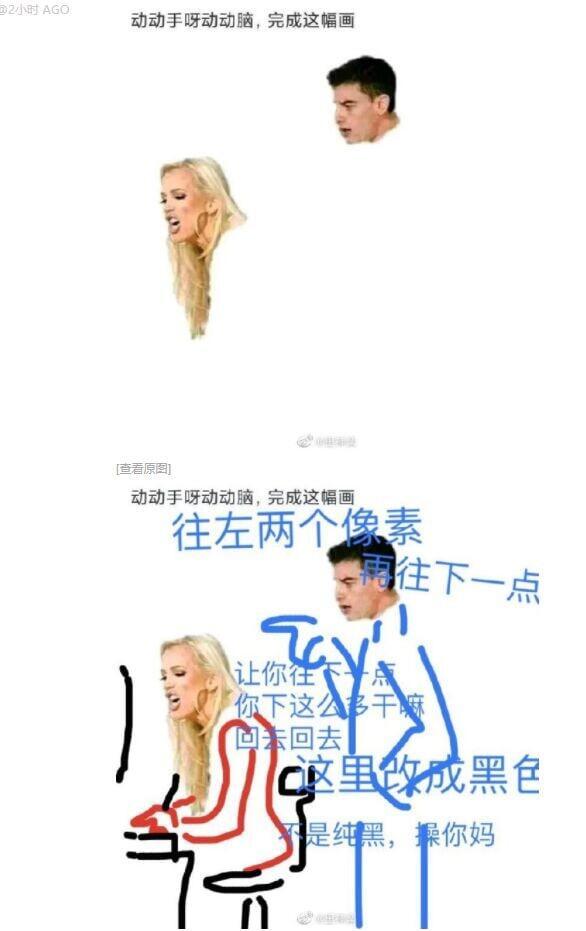 @2小时 AGO
动动手呀动动脑，完成这幅画
[查看原图]
动动手呀动动脑，完成这幅画
往左两个像素
再往下一点
让你往下一点
你下这么多干嘛
回去回去
这里改成黑色
不是纯黑，操你妈